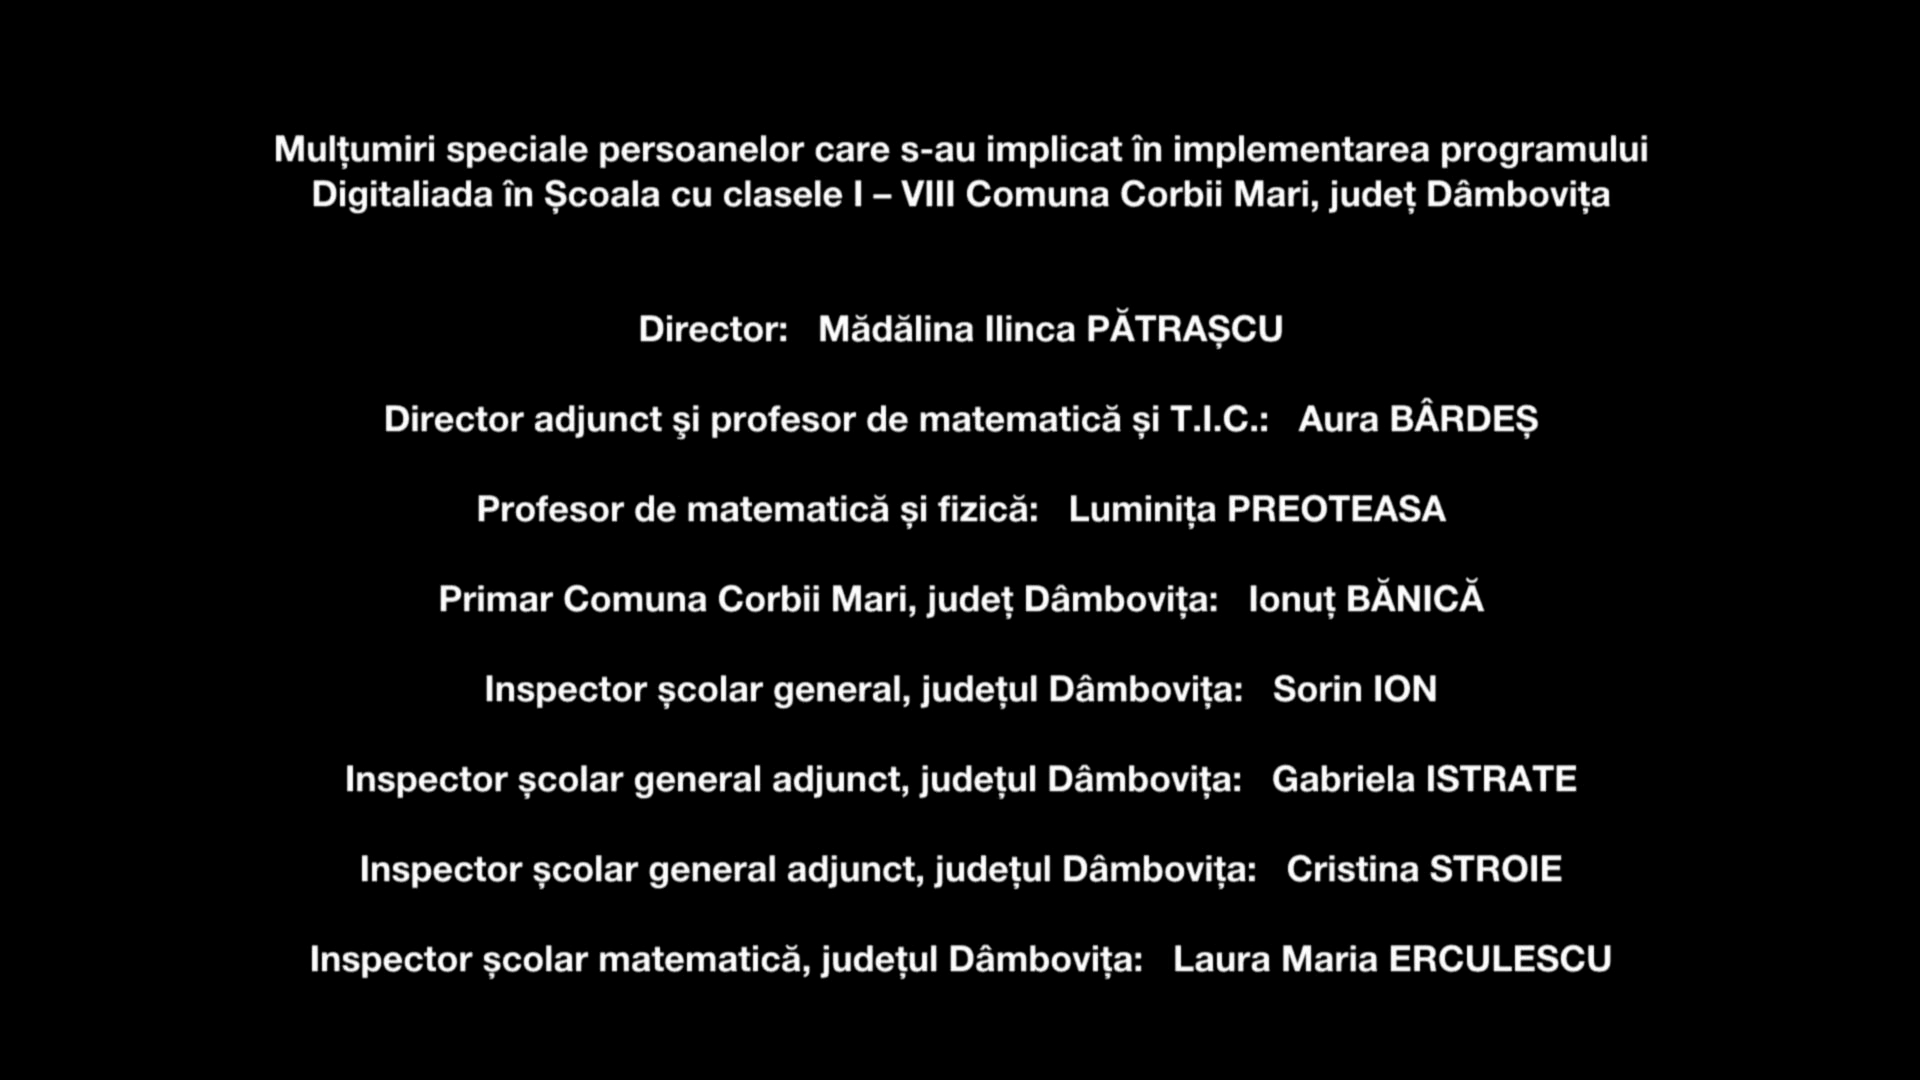 Mulțumiri speciale persoanelor care s-au implicat în implementarea programului
Digitaliada în Școala cu clasele I – VIII Comuna Corbii Mari, județ Dâmbovița
Director: Mădălina Ilinca PĂTRAȘCU
Director adjunct şi profesor de matematică și T.I.C.: Aura BÂRDEȘ
Profesor de matematică și fizică: Luminița PREOTEASA
Primar Comuna Corbii Mari, județ Dâmbovița: Ionuț BĂNICĂ
Inspector școlar general, județul Dâmbovița: Sorin ION
Inspector școlar general adjunct, județul Dâmbovița: Gabriela ISTRATE
Inspector școlar general adjunct, județul Dâmbovița: Cristina STROIE
Inspector școlar matematică, județul Dâmbovița: Laura Maria ERCULESCU